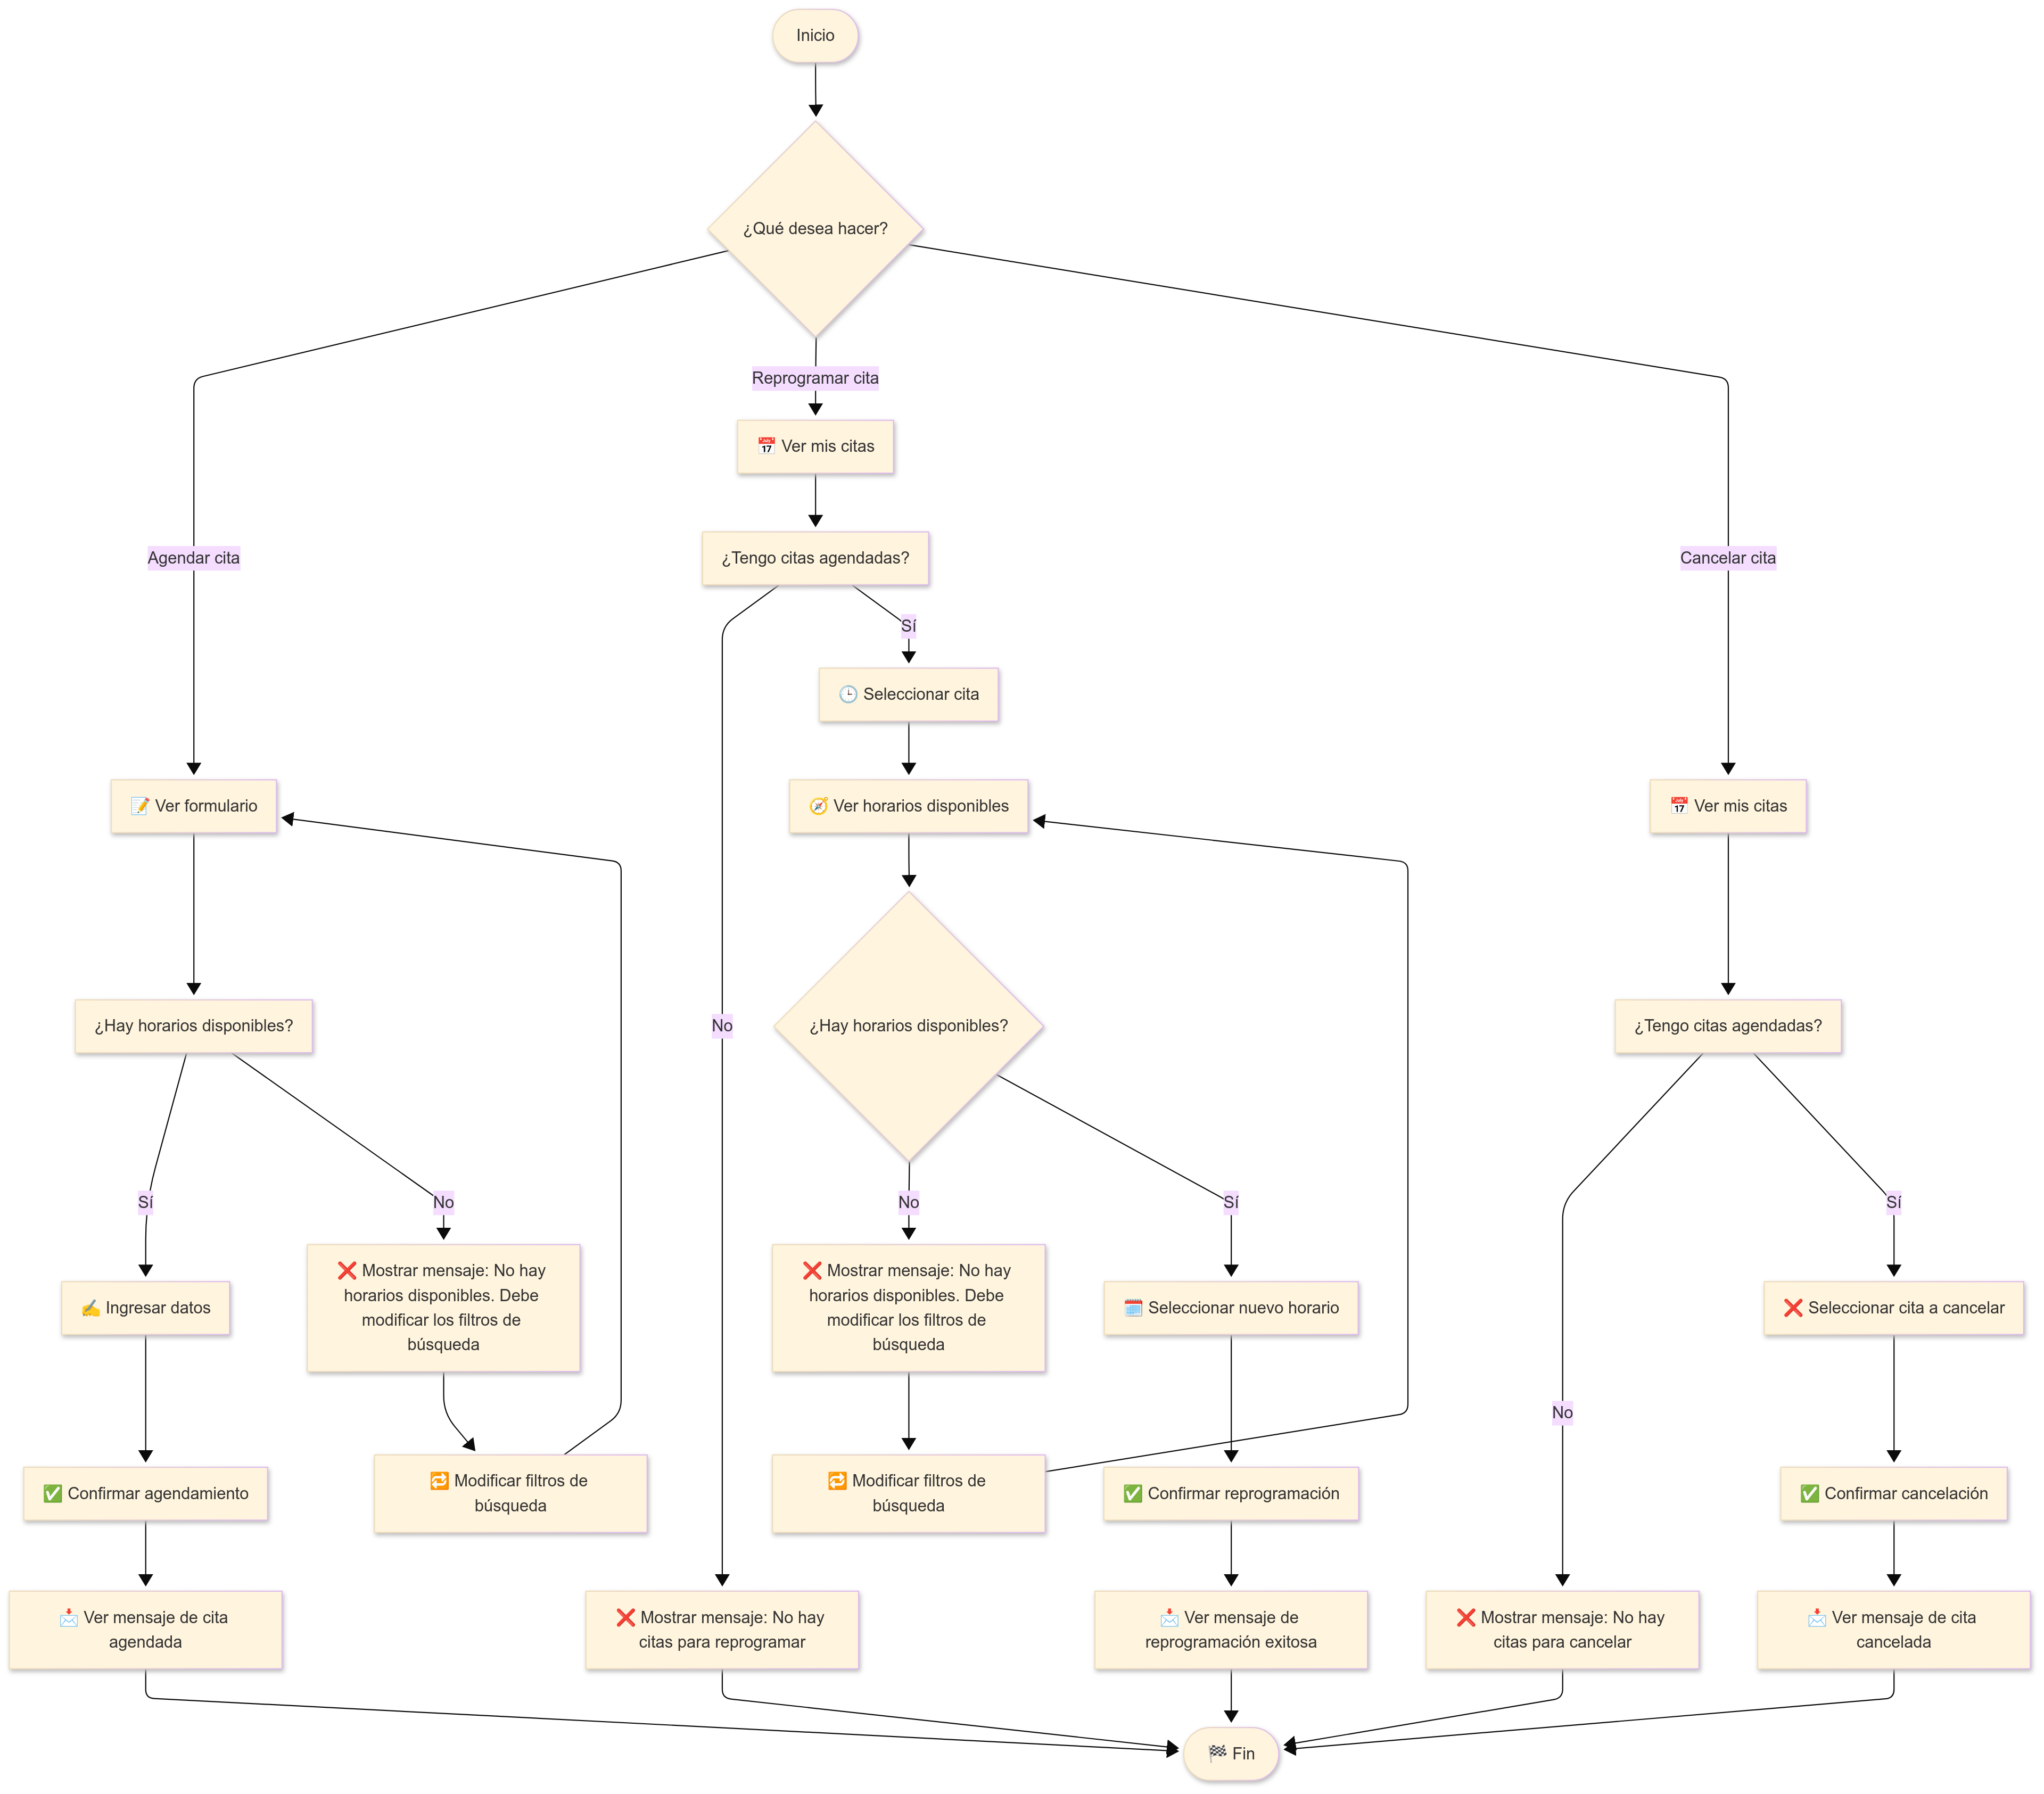 Inicio
¿Qué desea hacer?
Reprogramar cita
📅 Ver mis citas
Agendar cita
¿Tengo citas agendadas?
Cancelar cita
Sí
🕒 Seleccionar cita
📝 Ver formulario
🧭 Ver horarios disponibles
📅 Ver mis citas
¿Hay horarios disponibles?
No
¿Hay horarios disponibles?
¿Tengo citas agendadas?
Sí
No
No
Sí
Sí
✍️ Ingresar datos
❌ Mostrar mensaje: No hay
horarios disponibles. Debe
modificar los filtros de
búsqueda
❌ Mostrar mensaje: No hay
horarios disponibles. Debe
modificar los filtros de
búsqueda
🗓️ Seleccionar nuevo horario
❌ Seleccionar cita a cancelar
No
✅ Confirmar agendamiento
🔁 Modificar filtros de
búsqueda
🔁 Modificar filtros de
búsqueda
✅ Confirmar reprogramación
✅ Confirmar cancelación
📩 Ver mensaje de cita
agendada
❌ Mostrar mensaje: No hay
citas para reprogramar
📩 Ver mensaje de
reprogramación exitosa
❌ Mostrar mensaje: No hay
citas para cancelar
📩 Ver mensaje de cita
cancelada
🏁 Fin